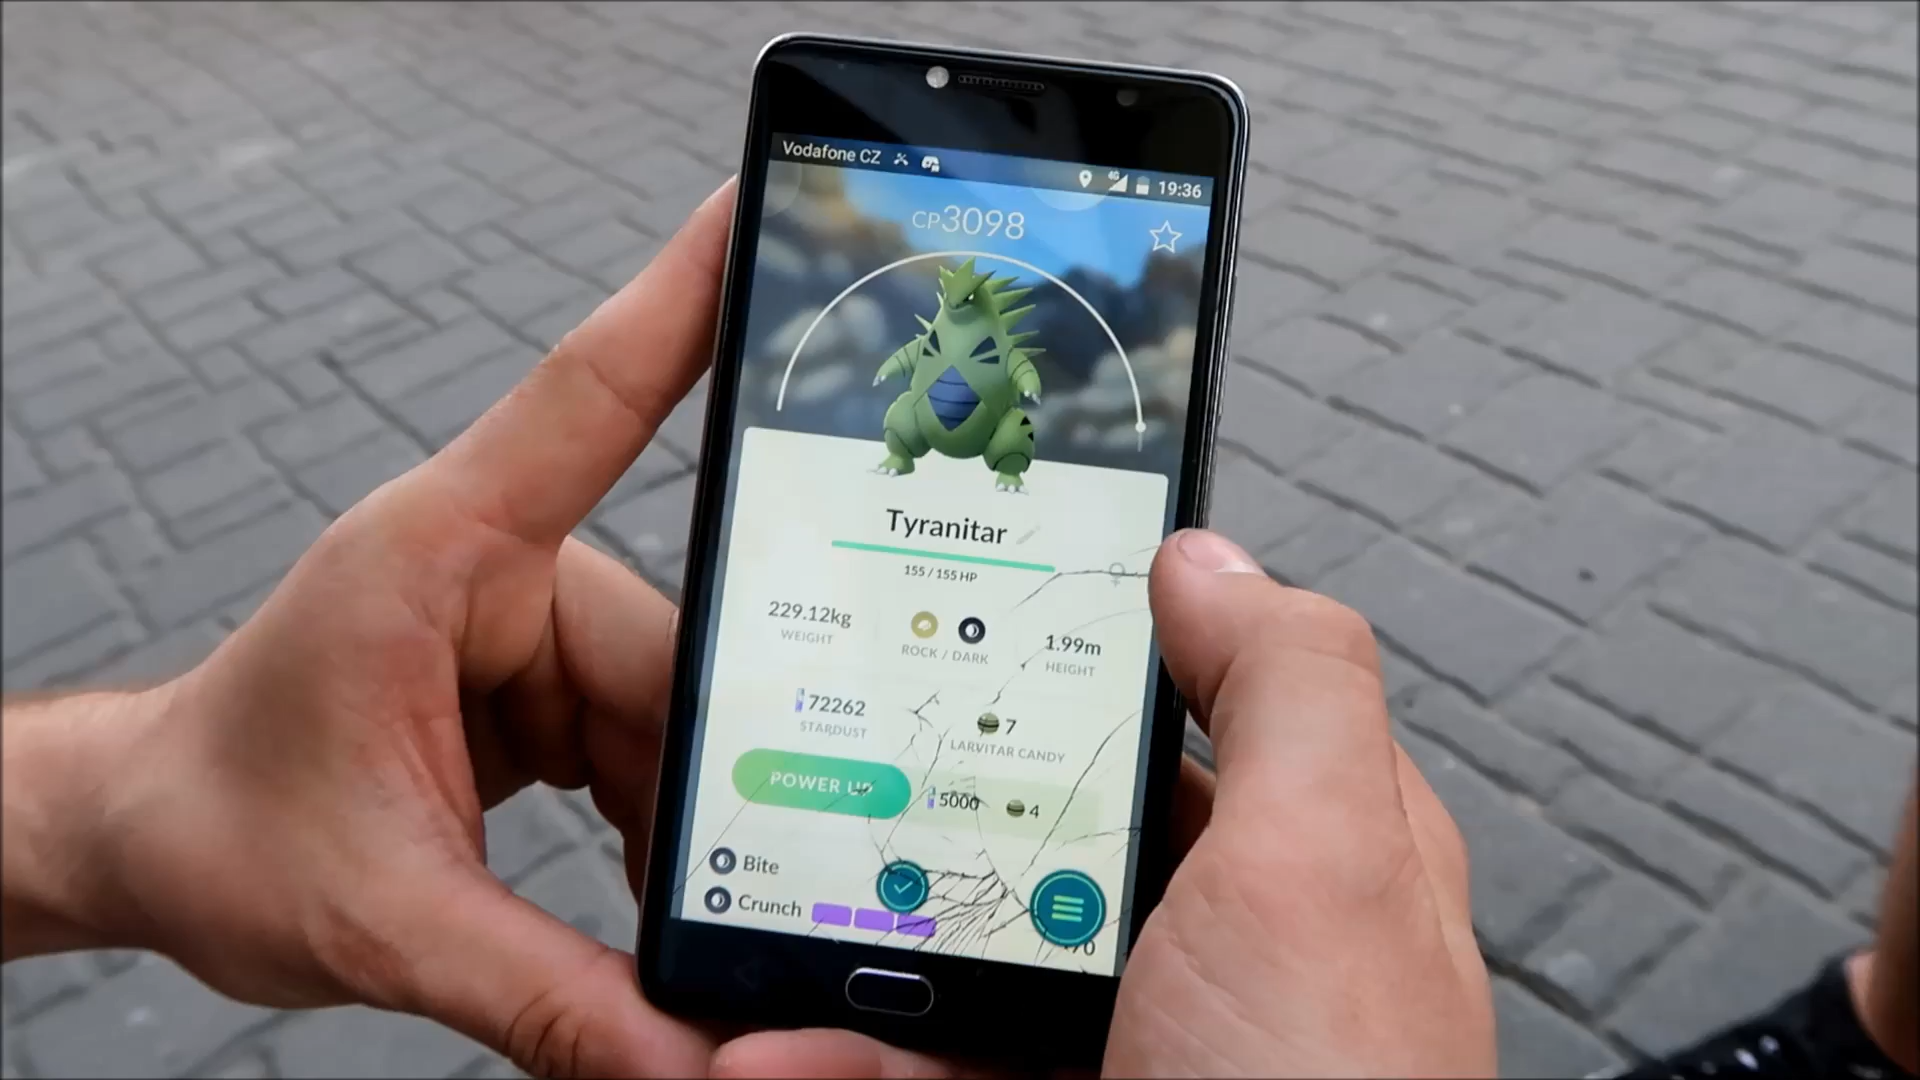 Vodafone CZ 4G 19:36
CP3098
Tyranitar
155 / 155 HP
229.12kg
WEIGHT
ROCK / DARK
1.99m
HEIGHT
72262
STARDUST
7
LARVITAR CANDY
POWER UP
5000
4
Bite
Crunch